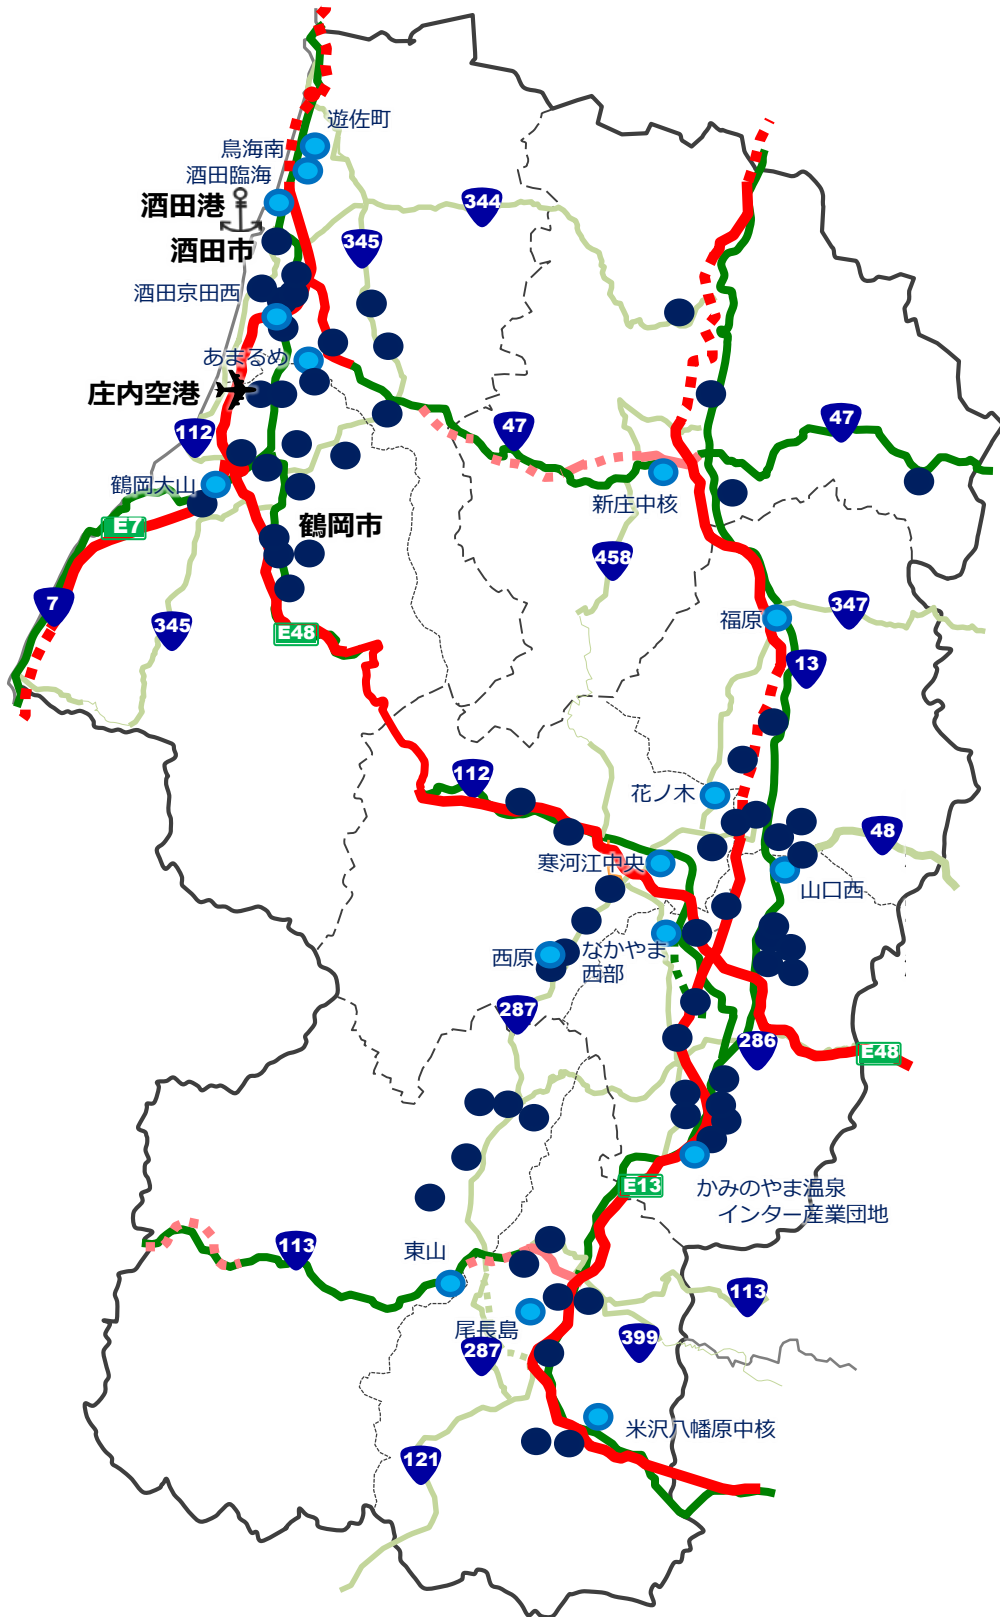 遊佐町
鳥海南
酒田臨海
酒田港
344
酒田市
345
酒田京田西
あまるめ
庄内空港
47
47
112
鶴岡大山
新庄中核
E7
鶴岡市
458
7
345
E48
福原
347
13
112
花ノ木
48
寒河江中央
山口西
西原
なかやま
西部
287
286
E48
E13
かみのやま温泉
インター産業団地
113
東山
113
尾長島
287
399
米沢八幡原中核
121